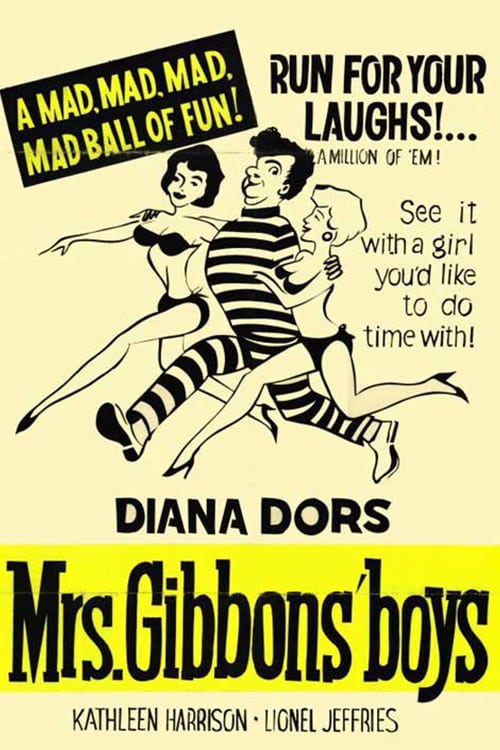 A MAD, MAD, MAD,
MAD BALL OF FUN!
RUN FOR YOUR
LAUGHS!...
A MILLION OF 'EM!
See it
with a girl
you'd like
to do
time with!
DIANA DORS
Mrs. Gibbons' boys
KATHLEEN HARRISON · LIONEL JEFFRIES